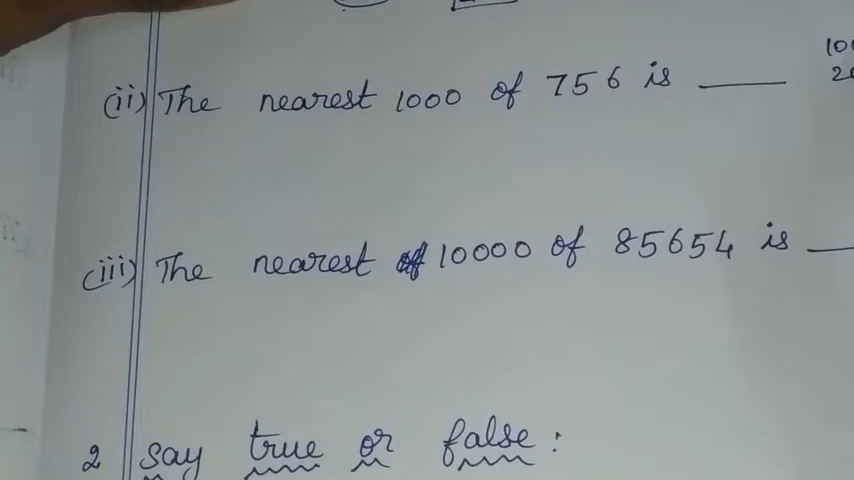 (ii) The nearest 1000 of 756 is ____
(iii) The nearest 10000 of 85654 is ____
2 say true or false: